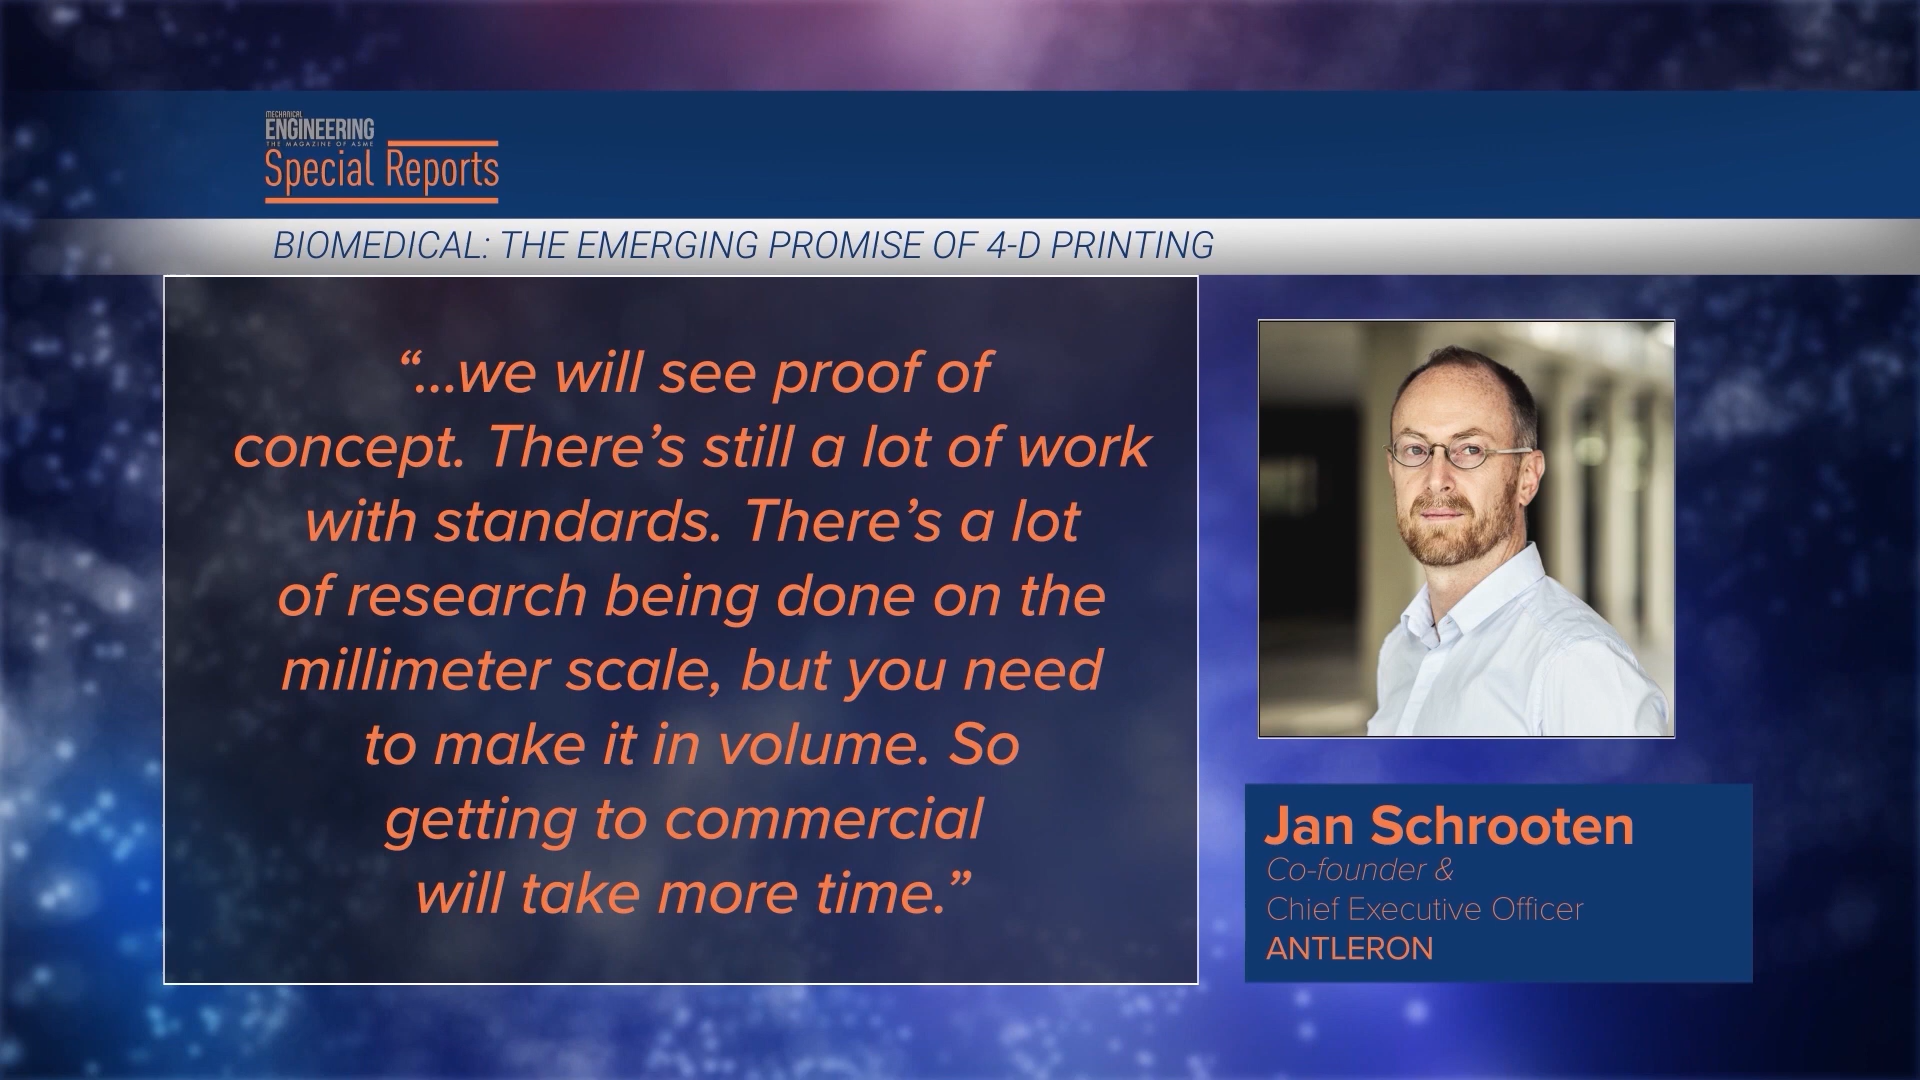 MECHANICAL
ENGINEERING
THE MAGAZINE OF ASME
Special Reports
BIOMEDICAL: THE EMERGING PROMISE OF 4-D PRINTING
“...we will see proof of
concept. There’s still a lot of work
with standards. There’s a lot
of research being done on the
millimeter scale, but you need
to make it in volume. So
getting to commercial
will take more time.”
Jan Schrooten
Co-founder &
Chief Executive Officer
ANTLERON